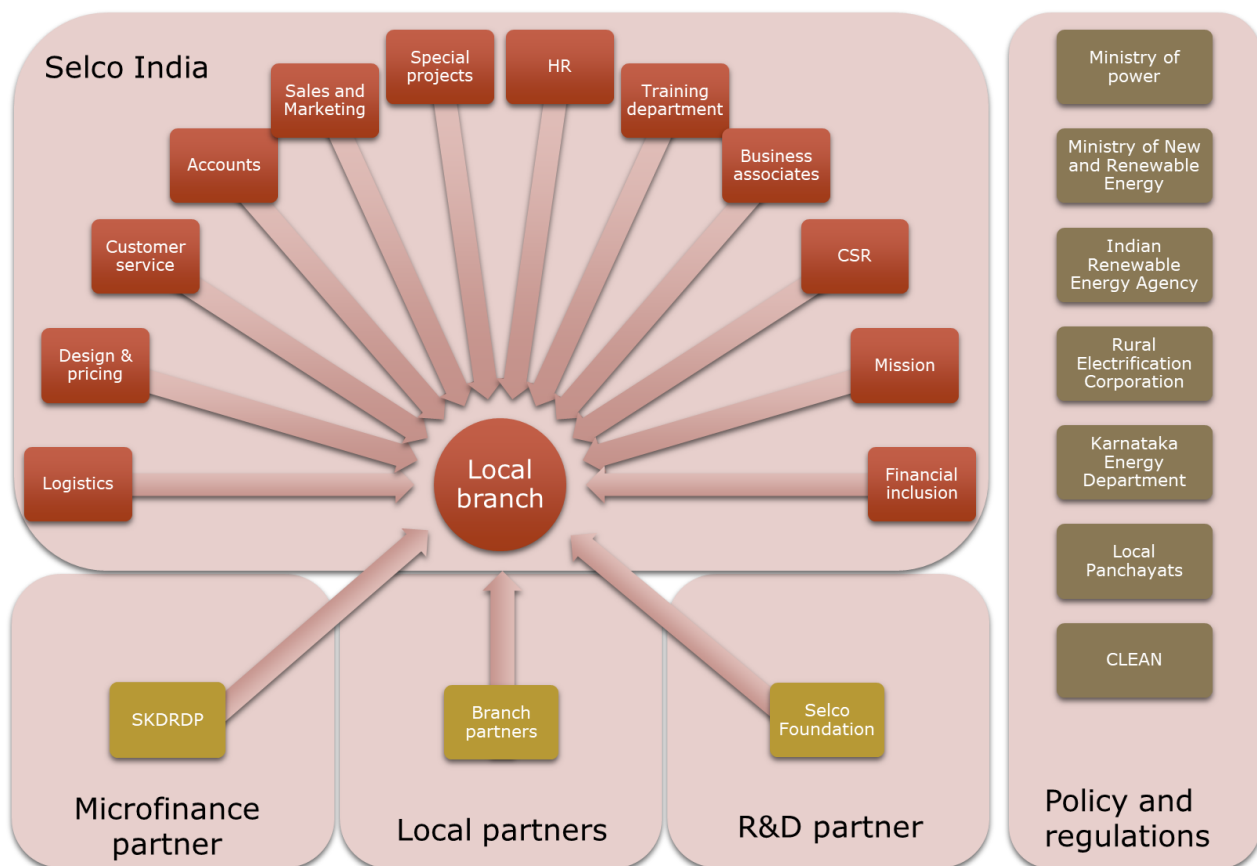 Selco India
Special
projects
HR
Sales and
Marketing
Training
department
Accounts
Business
associates
Customer
service
CSR
Design &
pricing
Mission
Logistics
Local
branch
Financial
inclusion
SKDRDP
Microfinance
partner
Branch
partners
Local partners
Selco
Foundation
R&D partner
Ministry of
power
Ministry of New
and Renewable
Energy
Indian
Renewable
Energy Agency
Rural
Electrification
Corporation
Karnataka
Energy
Department
Local
Panchayats
CLEAN
Policy and
regulations